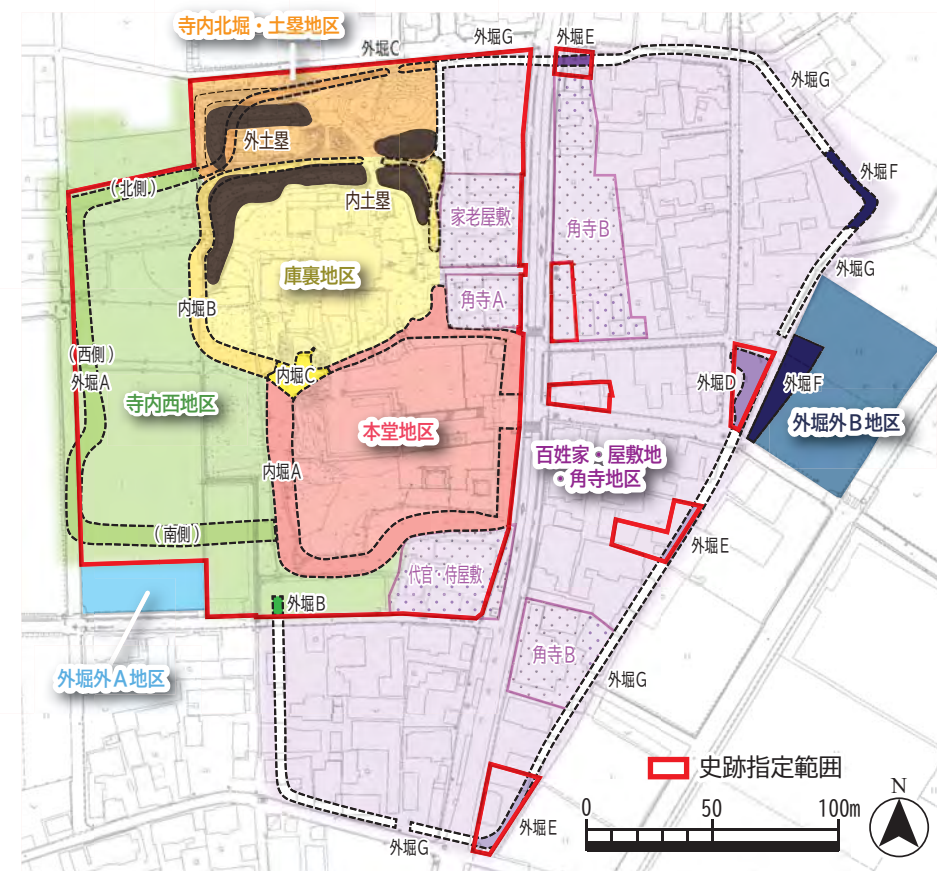 寺内北堀・土塁地区
外堀C
外堀G
外堀E
外堀G
外土塁
外堀F
(北側)
内土塁
家老屋敷
角寺B
外堀G
庫裏地区
角寺A
内堀B
(西側)
外堀A
内堀C
外堀D
外堀F
寺内西地区
本堂地区
外堀外B地区
百姓家・屋敷地
・角寺地区
内堀A
(南側)
外堀E
代官・侍屋敷
外堀B
角寺B
外堀外A地区
外堀G
史跡指定範囲
N
0
50
100m
外堀E
外堀G